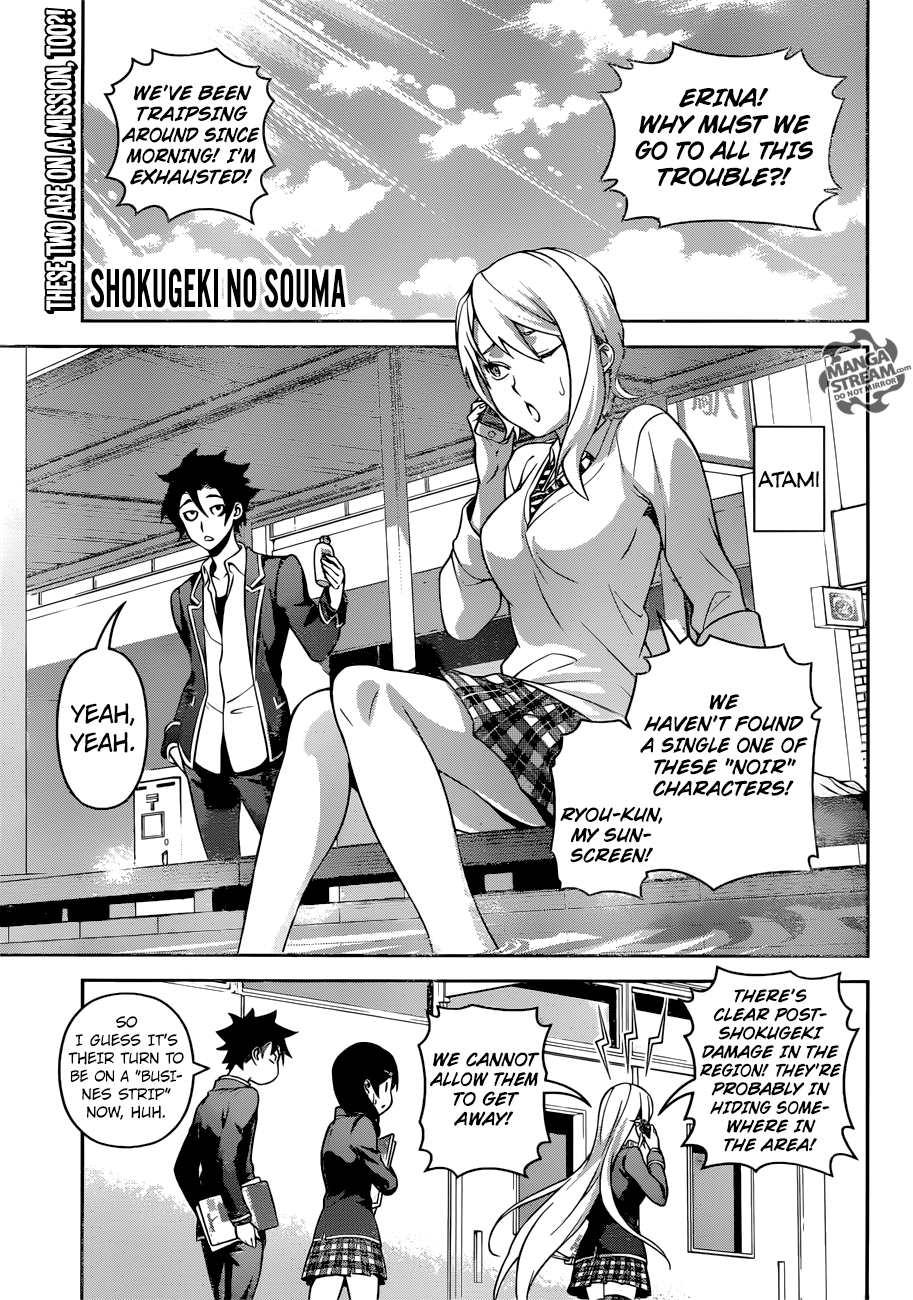 THESE TWO ARE ON A MISSION, TOO?!
ERINA!
WHY MUST WE
GO TO ALL THIS
TROUBLE?!
WE'VE BEEN
TRAIPSING
AROUND SINCE
MORNING! I'M
EXHAUSTED!
SHOKUGEKI NO SOUMA
MANGA
STREAM.com
DO NOT MIRROR
ATAMI
WE
HAVEN'T FOUND
A SINGLE ONE OF
THESE "NOIR"
CHARACTERS!
RYOU-KUN,
MY SUN-
SCREEN!
YEAH,
YEAH.
THERE'S
CLEAR POST-
SHOKUGEKI
DAMAGE IN THE
REGION! THEY'RE
PROBABLY IN
HIDING SOME-
WHERE IN
THE AREA!
WE CANNOT
ALLOW THEM
TO GET
AWAY!
SO
I GUESS IT'S
THEIR TURN TO
BE ON A "BUSI-
NES STRIP"
NOW, HUH.